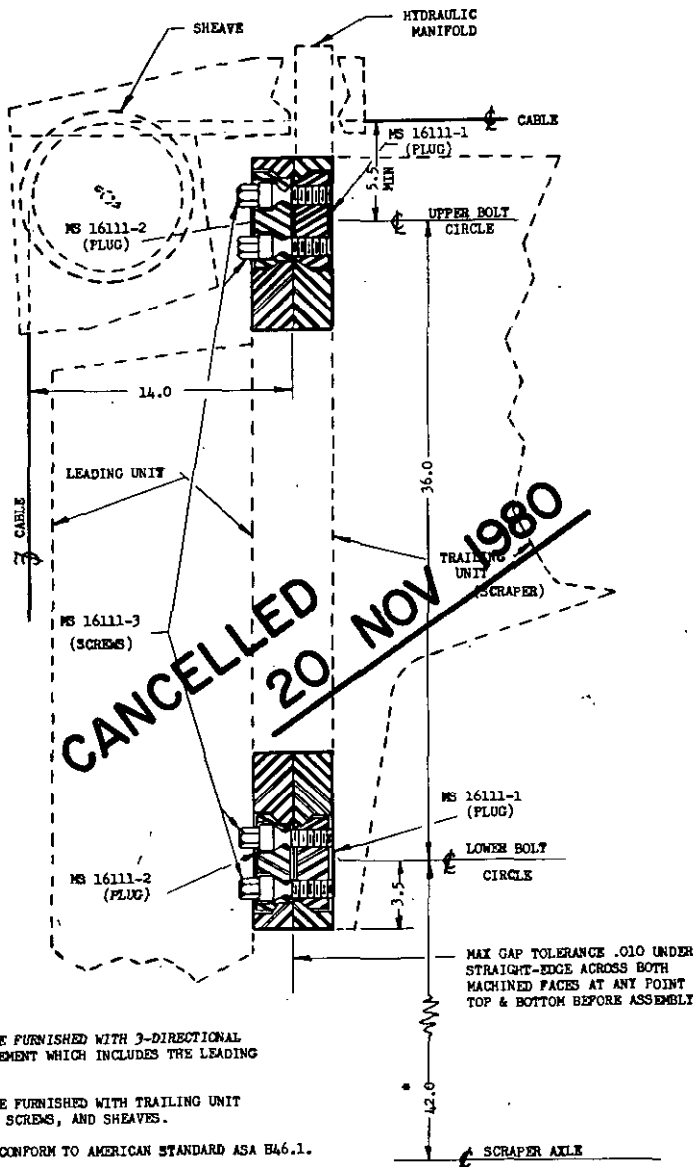 SHEAVE
HYDRAULIC
MANIFOLD
℄ CABLE
MS 16111-1
(PLUG)
5.5
MIN
MS 16111-2
(PLUG)
℄ UPPER BOLT
CIRCLE
14.0
LEADING UNIT
36.0
℄ CABLE
TRAILING
UNIT
(SCRAPER)
MS 16111-3
(SCREWS)
CANCELLED
20 NOV 1980
MS 16111-1
(PLUG)
℄ LOWER BOLT
CIRCLE
MS 16111-2
(PLUG)
3.5
MAX GAP TOLERANCE .010 UNDER
STRAIGHT-EDGE ACROSS BOTH
MACHINED FACES AT ANY POINT
TOP & BOTTOM BEFORE ASSEMBLY
E FURNISHED WITH 3-DIRECTIONAL
EMENT WHICH INCLUDES THE LEADING
* 42.0
E FURNISHED WITH TRAILING UNIT
SCREWS, AND SHEAVES.
CONFORM TO AMERICAN STANDARD ASA B46.1.
℄ SCRAPER AXLE